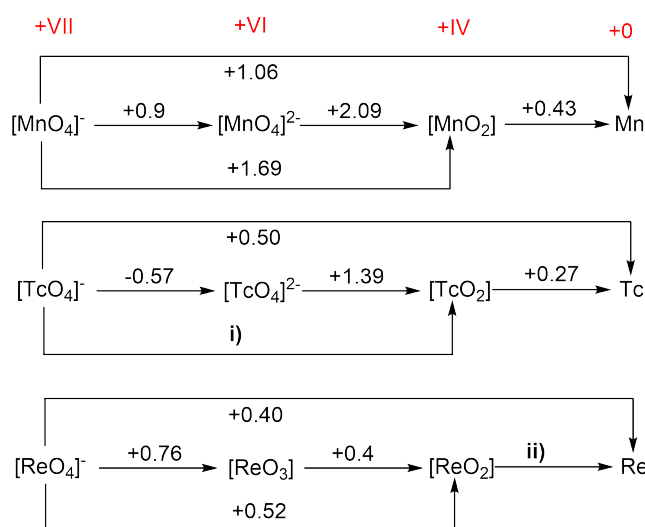 +VII +VI +IV +0
+1.06
[MnO4]- +0.9 [MnO4]2- +2.09 [MnO2] +0.43 Mn
+1.69
+0.50
[TcO4]- -0.57 [TcO4]2- +1.39 [TcO2] +0.27 Tc
i)
+0.40
[ReO4]- +0.76 [ReO3] +0.4 [ReO2] ii) Re
+0.52